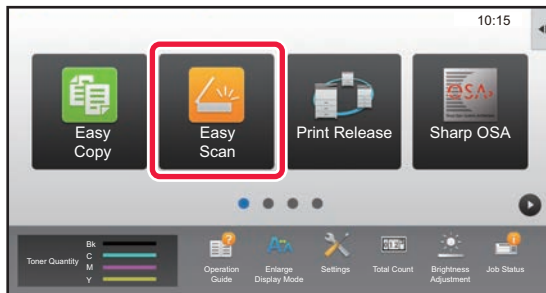 10:15
Easy
Copy
Easy
Scan
Print Release
Sharp OSA
Toner Quantity
Bk
C
M
Y
Operation
Guide
Enlarge
Display Mode
Settings
Total Count
Brightness
Adjustment
Job Status